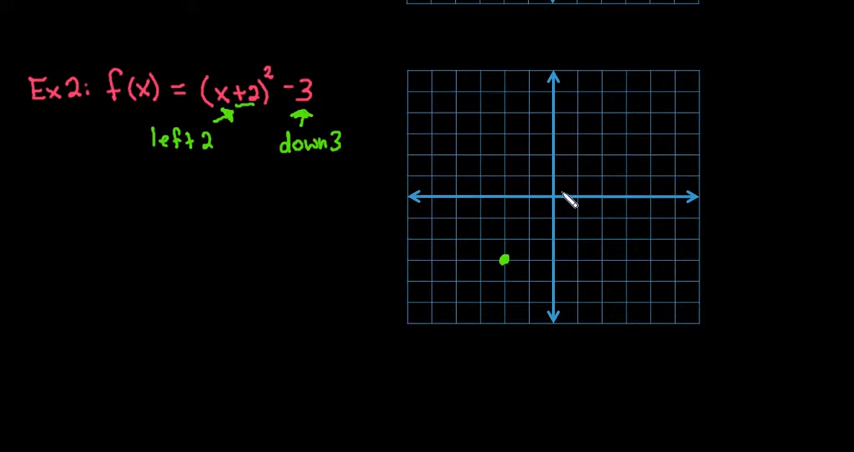 Ex2: f(x) = (x+2)² -3
left 2 down 3